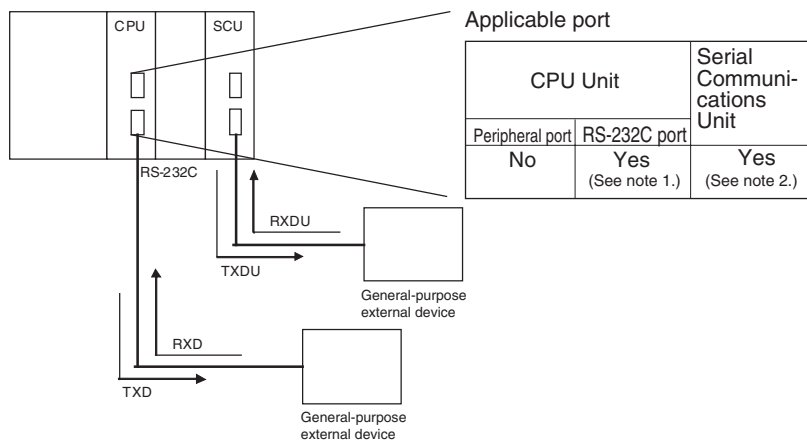 CPU
SCU
Applicable port
CPU Unit
Serial
Communi-
cations
Unit
Peripheral port
RS-232C port
No
Yes
(See note 1.)
Yes
(See note 2.)
RS-232C
RXDU
TXDU
General-purpose
external device
RXD
TXD
General-purpose
external device